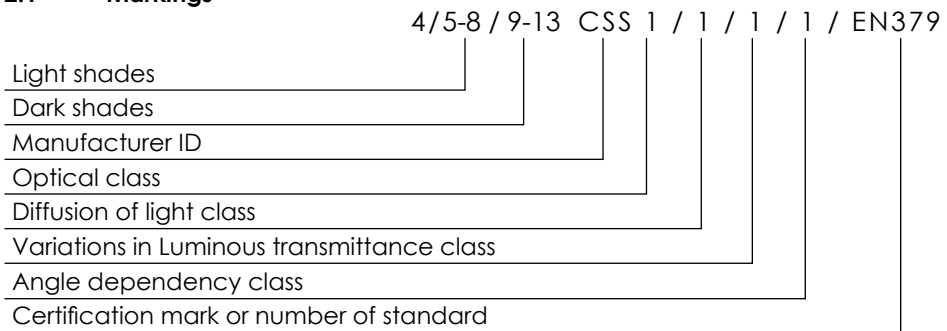 2.1 Markings
4/5-8 / 9-13 CSS 1 / 1 / 1 / 1 / EN379
Light shades
Dark shades
Manufacturer ID
Optical class
Diffusion of light class
Variations in Luminous transmittance class
Angle dependency class
Certification mark or number of standard